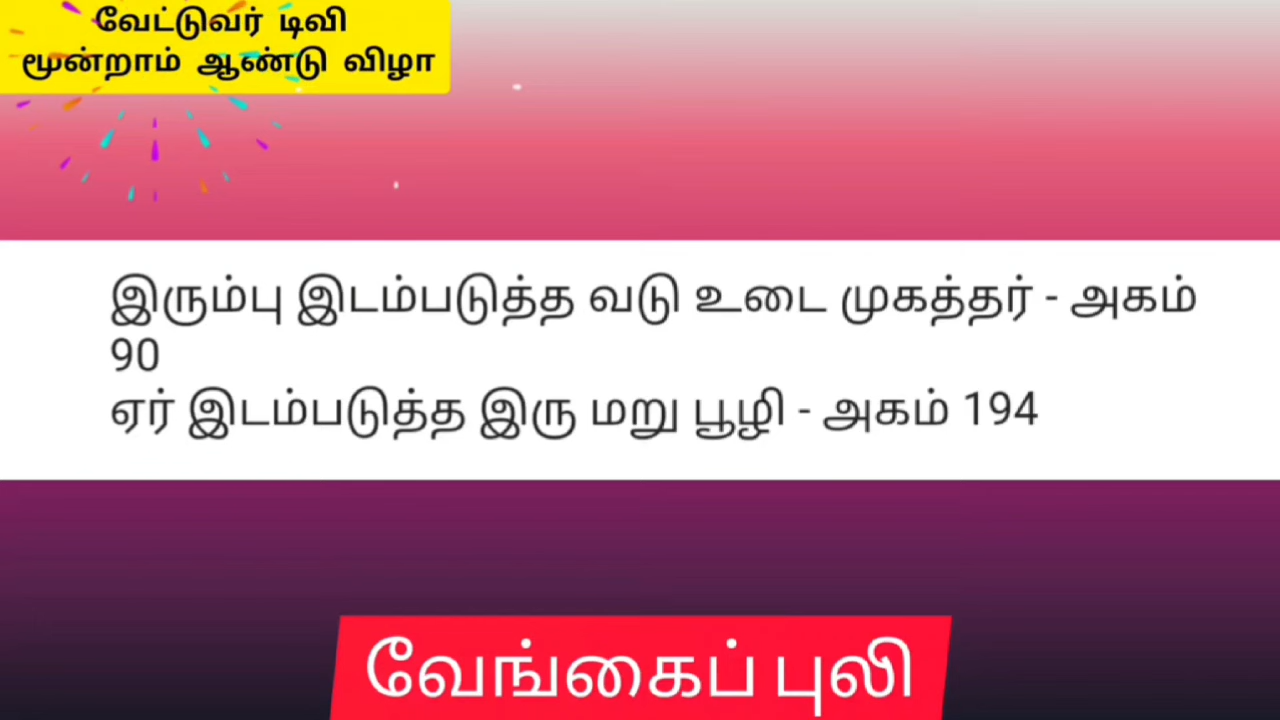 வேட்டுவர் டிவி
மூன்றாம் ஆண்டு விழா
இரும்பு இடம்படுத்த வடு உடை முகத்தர் - அகம்
90
ஏர் இடம்படுத்த இரு மறு பூழி - அகம் 194
வேங்கைப் புலி